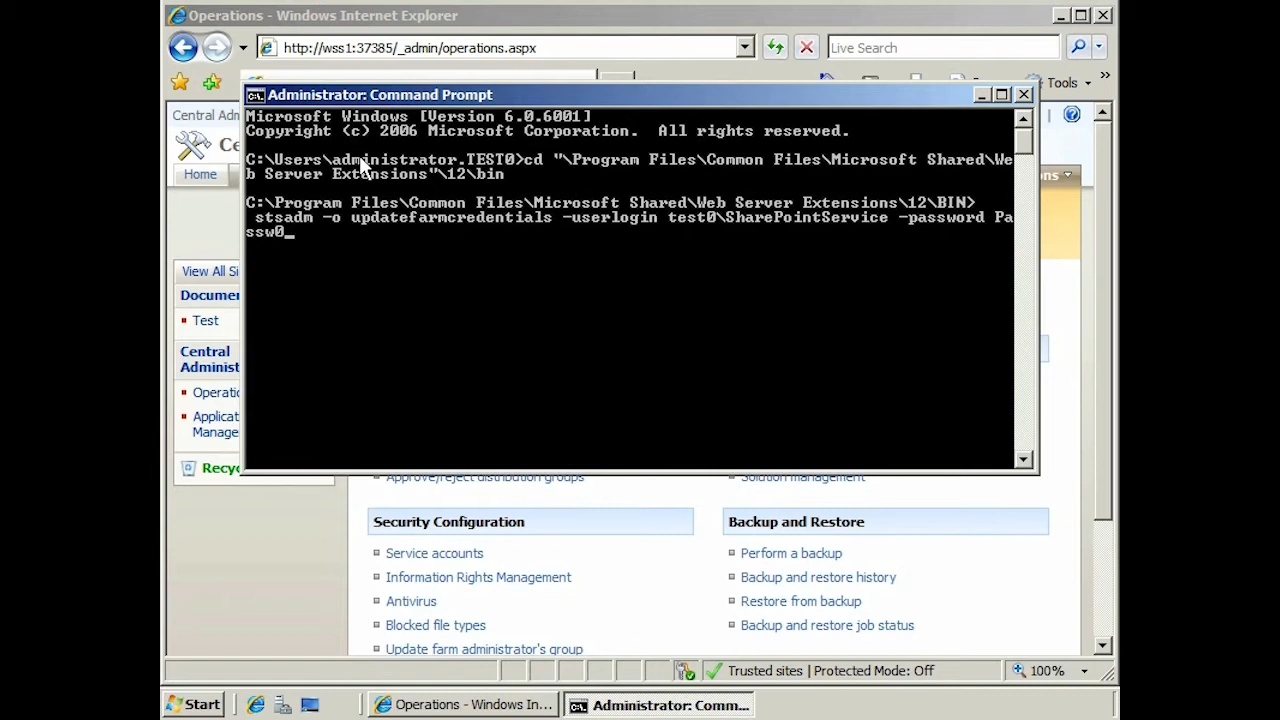 Operations - Windows Internet Explorer
http://wss1:37385/_admin/operations.aspx
Live Search
Tools
Administrator: Command Prompt
Microsoft Windows [Version 6.0.6001]
Copyright (c) 2006 Microsoft Corporation.  All rights reserved.
C:\Users\administrator.TEST0>cd "\Program Files\Common Files\Microsoft Shared\We
b Server Extensions"\12\bin
C:\Program Files\Common Files\Microsoft Shared\Web Server Extensions\12\BIN>
stsadm -o updatefarmcredentials -userlogin test0\SharePointService -password Pa
ssw0_
Central Adm
Ce
Home
View All Si
Documen
Test
Central
Administ
Operatio
Applicat
Manage
Recyc
Approve/reject distribution groups
Solution management
Security Configuration
Service accounts
Information Rights Management
Antivirus
Blocked file types
Update farm administrator's group
Backup and Restore
Perform a backup
Backup and restore history
Restore from backup
Backup and restore job status
Trusted sites | Protected Mode: Off
100%
Start
Operations - Windows In...
Administrator: Comm...